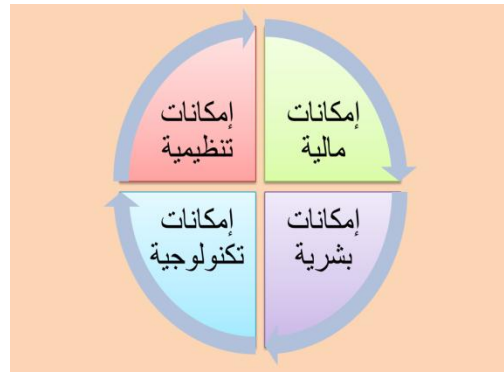 إمكانات
مالية
إمكانات
تنظيمية
إمكانات
بشرية
إمكانات
تكنولوجية